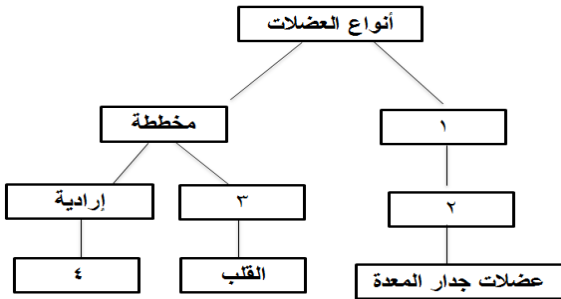 أنواع العضلات
١
مخططة
٢
٣
إرادية
عضلات جدار المعدة
القلب
٤